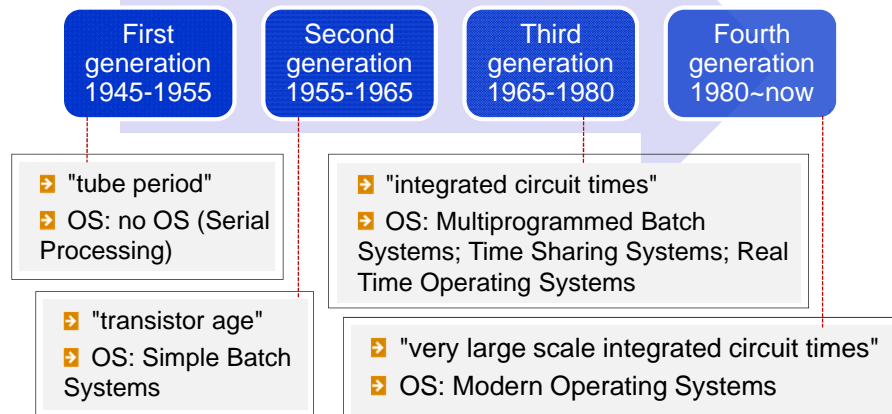 First
generation
1945-1955
Second
generation
1955-1965
Third
generation
1965-1980
Fourth
generation
1980~now
"tube period"
OS: no OS (Serial
Processing)
"integrated circuit times"
OS: Multiprogrammed Batch
Systems; Time Sharing Systems; Real
Time Operating Systems
"transistor age"
OS: Simple Batch
Systems
"very large scale integrated circuit times"
OS: Modern Operating Systems